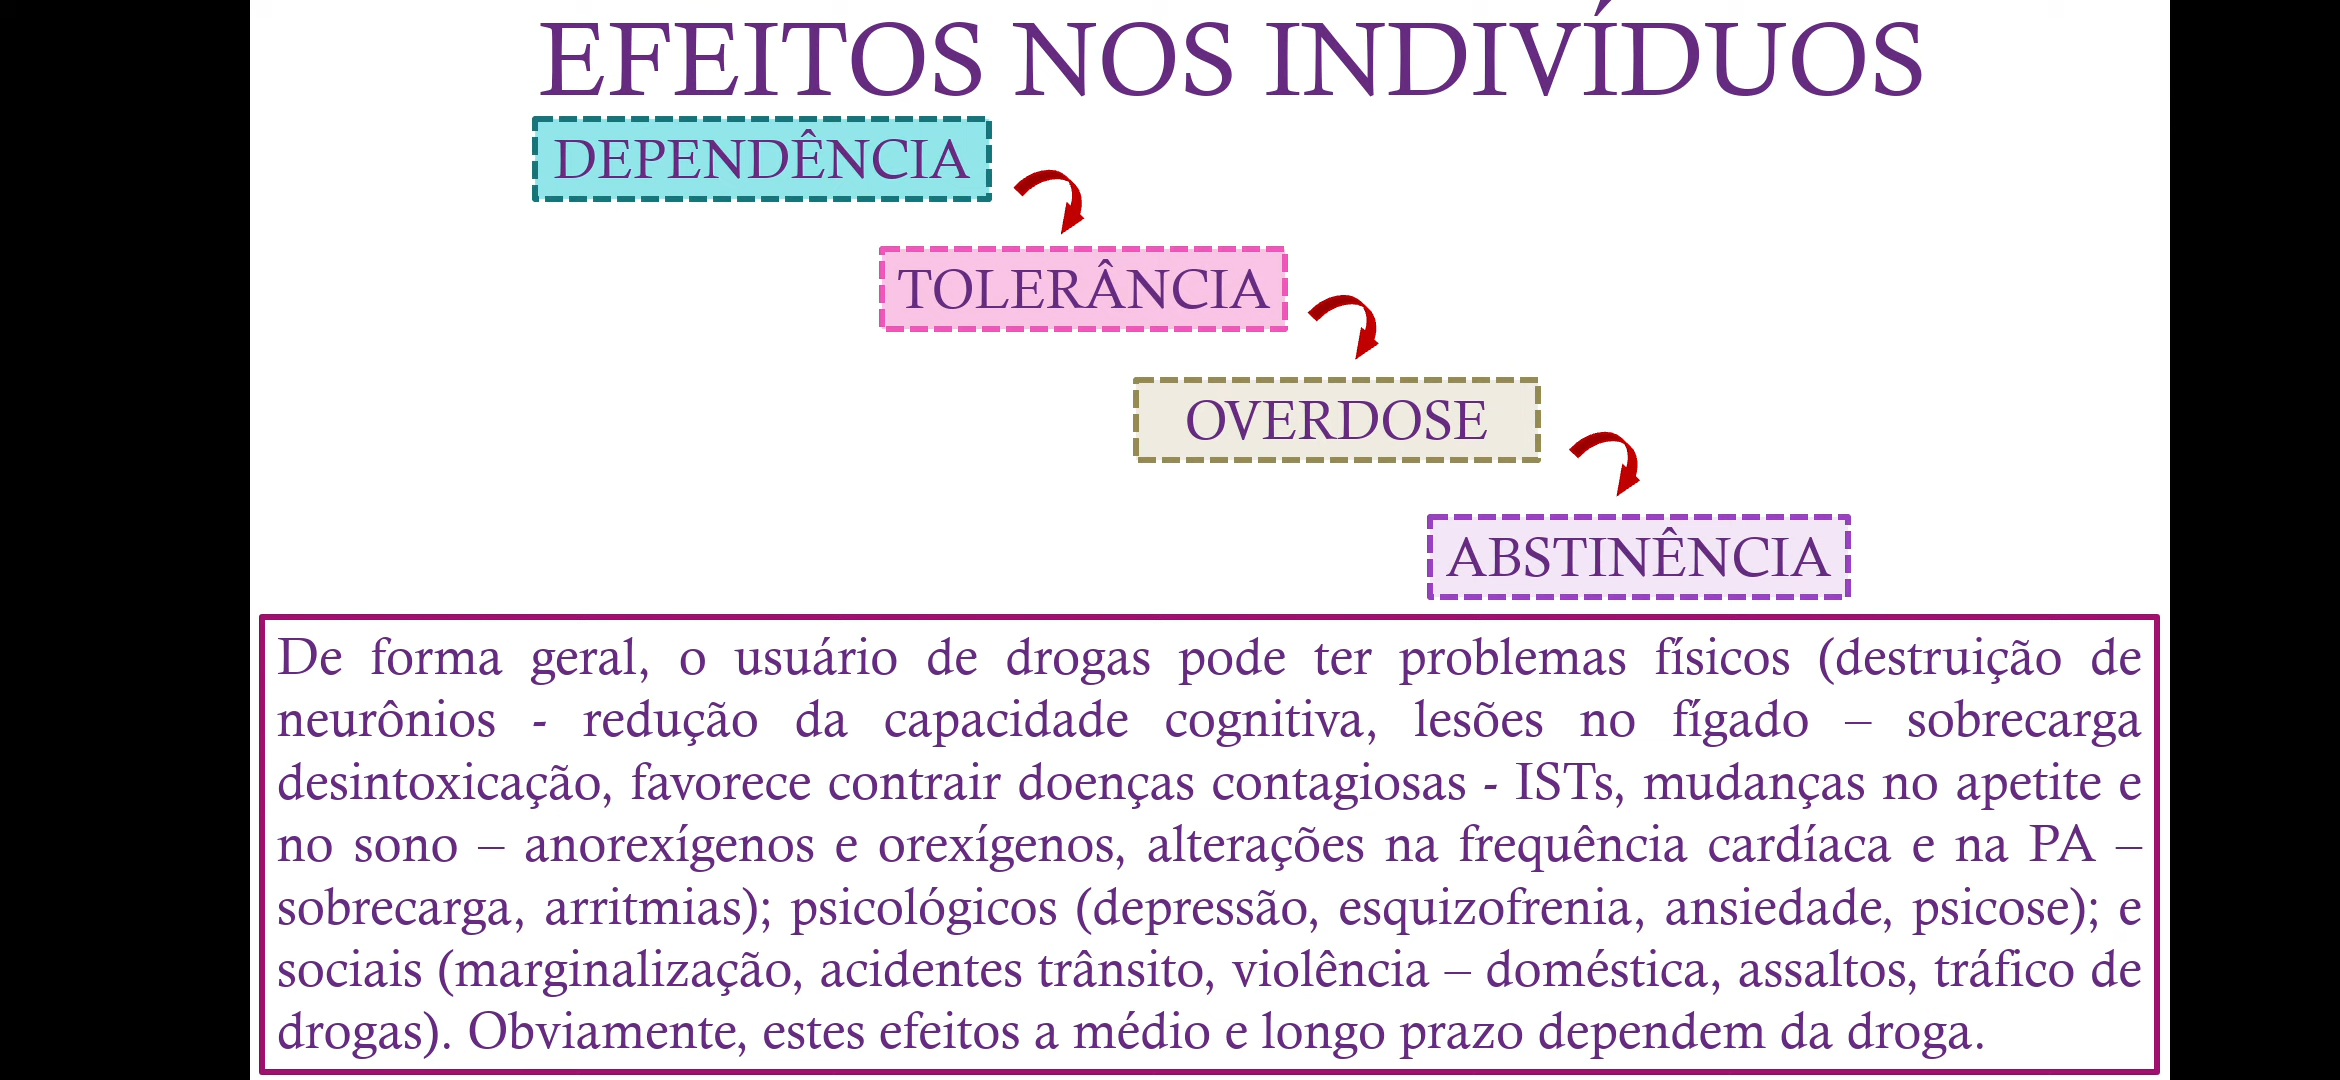 EFEITOS NOS INDIVÍDUOS
DEPENDÊNCIA
TOLERÂNCIA
OVERDOSE
ABSTINÊNCIA
De forma geral, o usuário de drogas pode ter problemas físicos (destruição de
neurônios - redução da capacidade cognitiva, lesões no fígado – sobrecarga
desintoxicação, favorece contrair doenças contagiosas - ISTs, mudanças no apetite e
no sono – anorexígenos e orexígenos, alterações na frequência cardíaca e na PA –
sobrecarga, arritmias); psicológicos (depressão, esquizofrenia, ansiedade, psicose); e
sociais (marginalização, acidentes trânsito, violência – doméstica, assaltos, tráfico de
drogas). Obviamente, estes efeitos a médio e longo prazo dependem da droga.